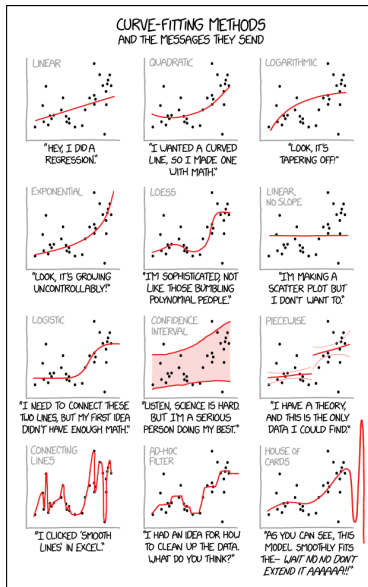 CURVE-FITTING METHODS
AND THE MESSAGES THEY SEND
LINEAR
"HEY, I DID A
REGRESSION."
QUADRATIC
"I WANTED A CURVED
LINE, SO I MADE ONE
WITH MATH."
LOGARITHMIC
"LOOK, IT'S
TAPERING OFF!"
EXPONENTIAL
"LOOK, IT'S GROWING
UNCONTROLLABLY!"
LOESS
"I'M SOPHISTICATED, NOT
LIKE THOSE BUMBLING
POLYNOMIAL PEOPLE."
LINEAR,
NO SLOPE
"I'M MAKING A
SCATTER PLOT BUT
I DON'T WANT TO."
LOGISTIC
"I NEED TO CONNECT THESE
TWO LINES, BUT MY FIRST IDEA
DIDN'T HAVE ENOUGH MATH."
CONFIDENCE
INTERVAL
"LISTEN, SCIENCE IS HARD.
BUT I'M A SERIOUS
PERSON DOING MY BEST."
PIECEWISE
"I HAVE A THEORY,
AND THIS IS THE ONLY
DATA I COULD FIND."
CONNECTING
LINES
"I CLICKED 'SMOOTH
LINES' IN EXCEL."
AD-HOC
FILTER
"I HAD AN IDEA FOR HOW
TO CLEAN UP THE DATA.
WHAT DO YOU THINK?"
HOUSE OF
CARDS
"AS YOU CAN SEE, THIS
MODEL SMOOTHLY FITS
THE- WAIT NO NO DON'T
EXTEND IT AAAAAA!!"